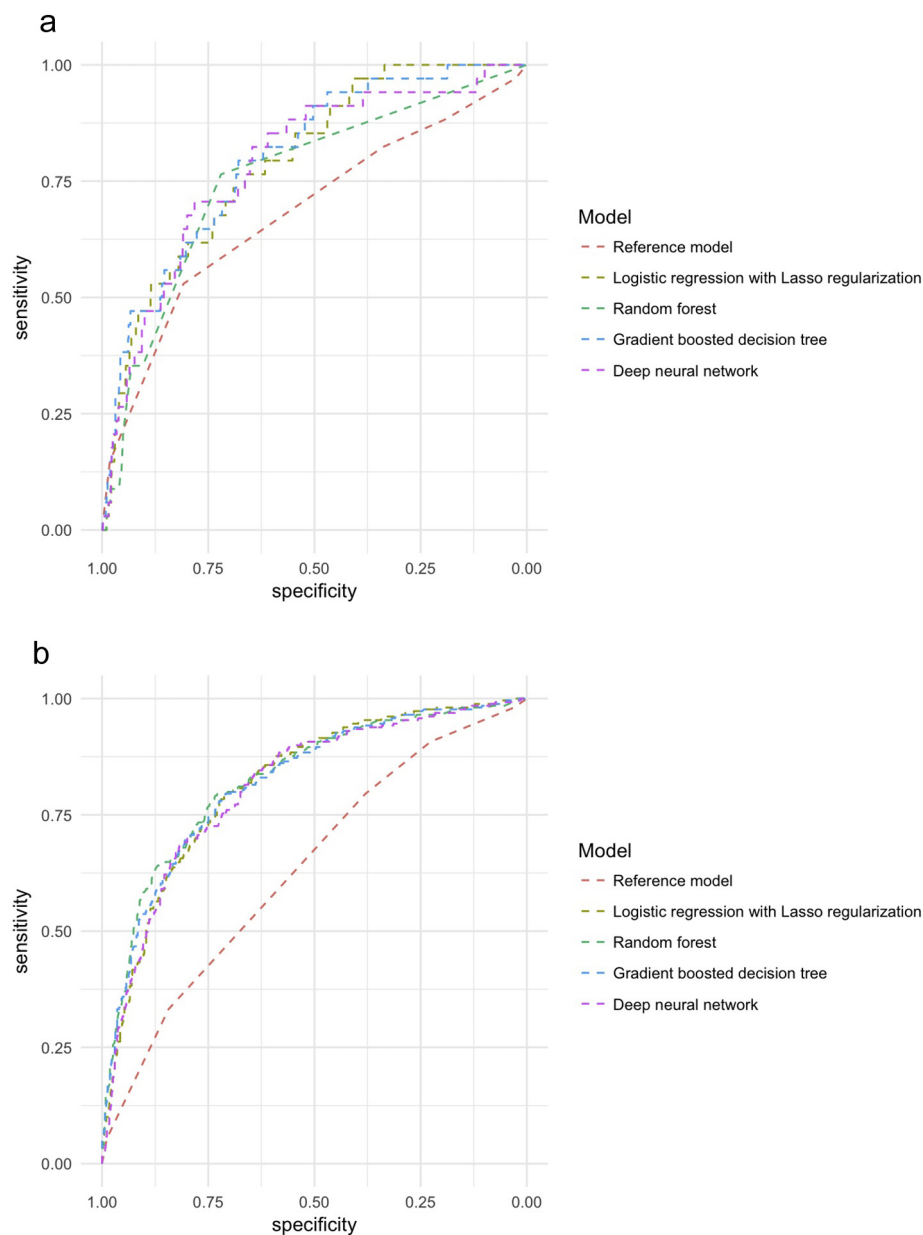 a
1.00
0.75
0.50
0.25
0.00
sensitivity
1.00 0.75 0.50 0.25 0.00
specificity
Model
Reference model
Logistic regression with Lasso regularization
Random forest
Gradient boosted decision tree
Deep neural network
b
1.00
0.75
0.50
0.25
0.00
sensitivity
1.00 0.75 0.50 0.25 0.00
specificity
Model
Reference model
Logistic regression with Lasso regularization
Random forest
Gradient boosted decision tree
Deep neural network